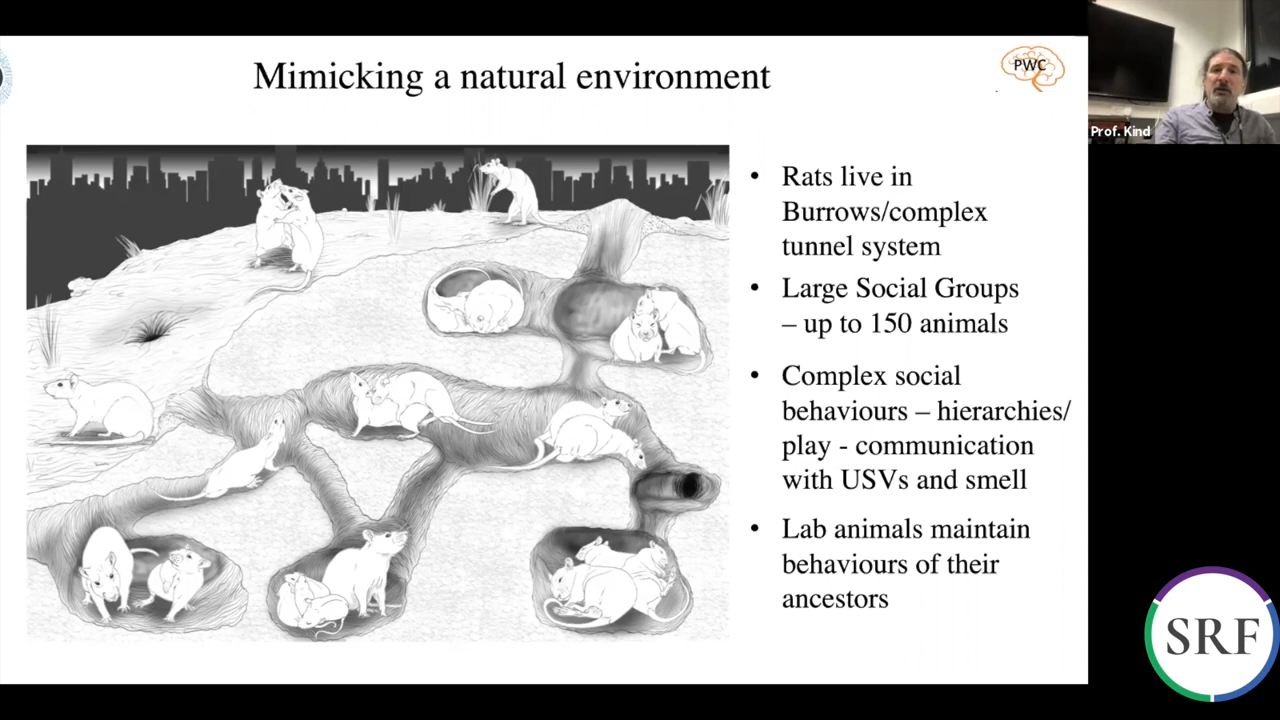 Mimicking a natural environment
PWC
Prof. Kind
• Rats live in
Burrows/complex
tunnel system
• Large Social Groups
– up to 150 animals
• Complex social
behaviours – hierarchies/
play - communication
with USVs and smell
• Lab animals maintain
behaviours of their
ancestors
SRF